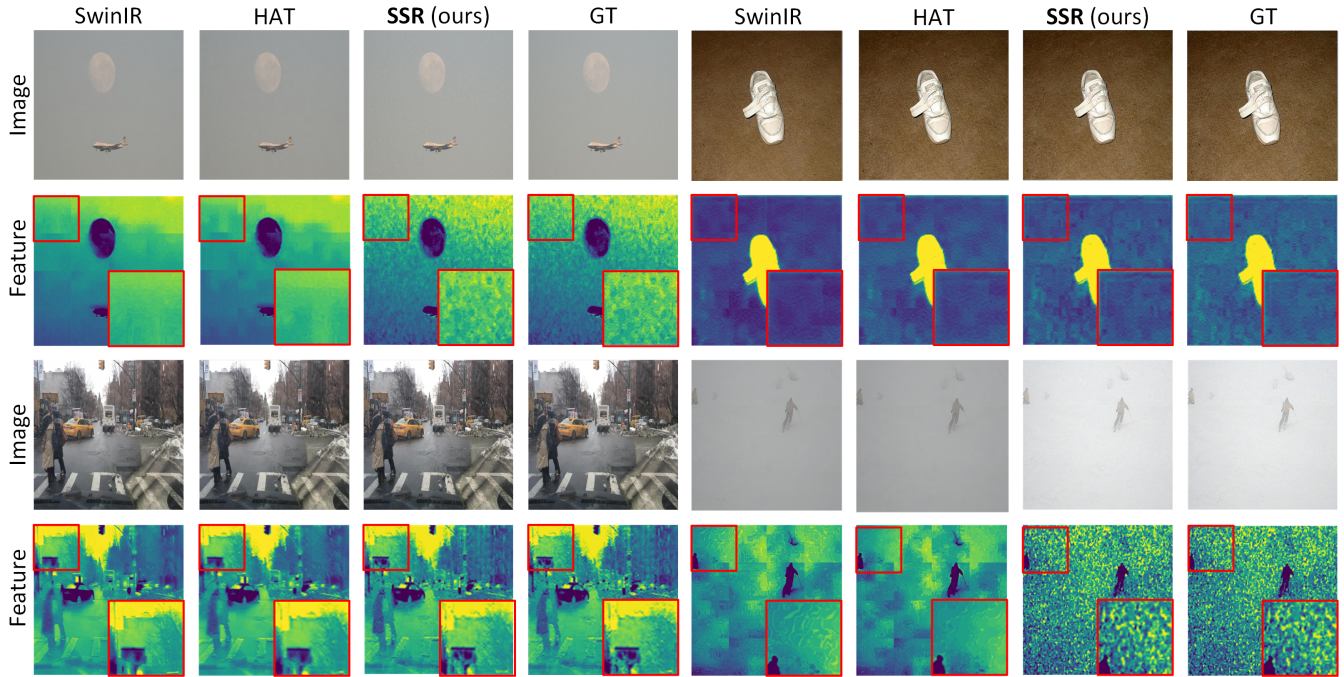 SwinIR HAT SSR (ours) GT SwinIR HAT SSR (ours) GT
Image
Feature
Image
Feature